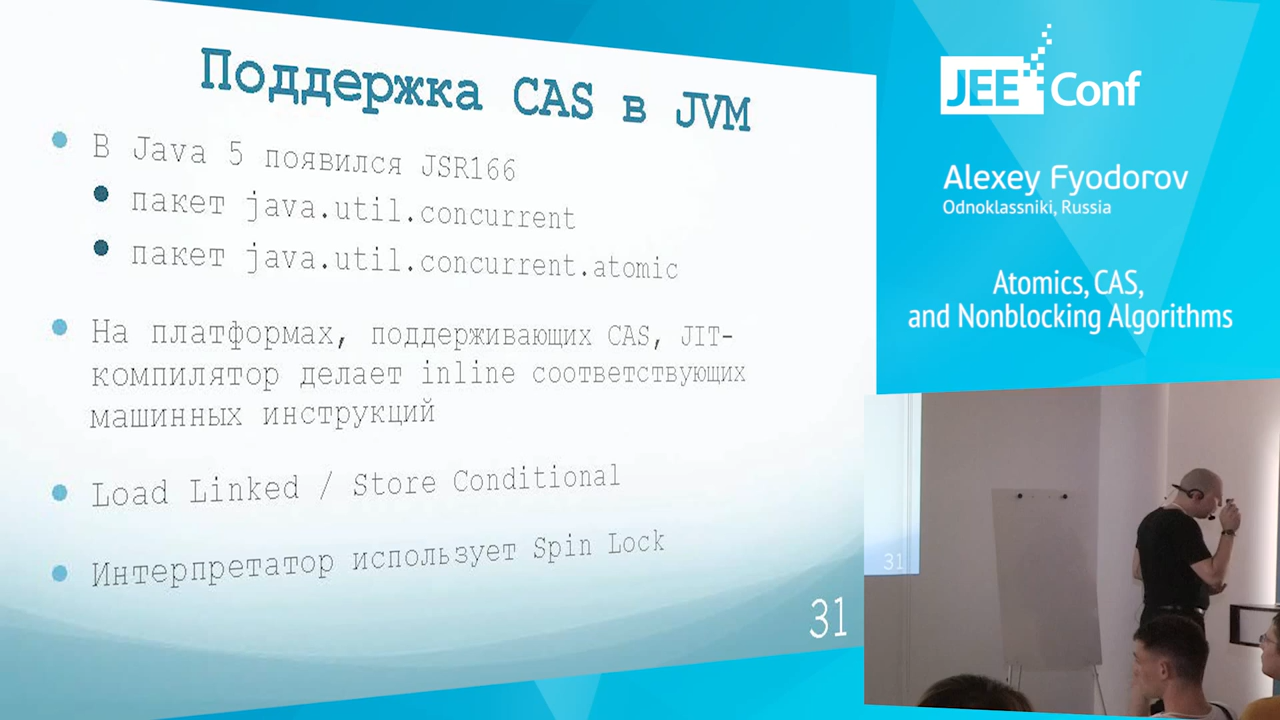 Поддержка CAS в JVM
В Java 5 появился JSR166
пакет java.util.concurrent
пакет java.util.concurrent.atomic
На платформах, поддерживающих CAS, JIT-
компилятор делает inline соответствующих
машинных инструкций
Load Linked / Store Conditional
Интерпретатор использует Spin Lock
31
JEE Conf
Alexey Fyodorov
Odnoklassniki, Russia
Atomics, CAS,
and Nonblocking Algorithms
31